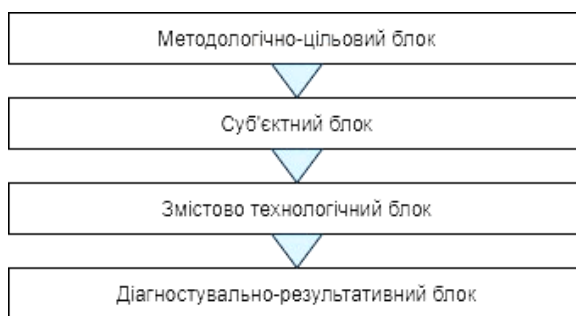 Методологічно-цільовий блок
Суб'єктний блок
Змістово технологічний блок
Діагностувально-результативний блок